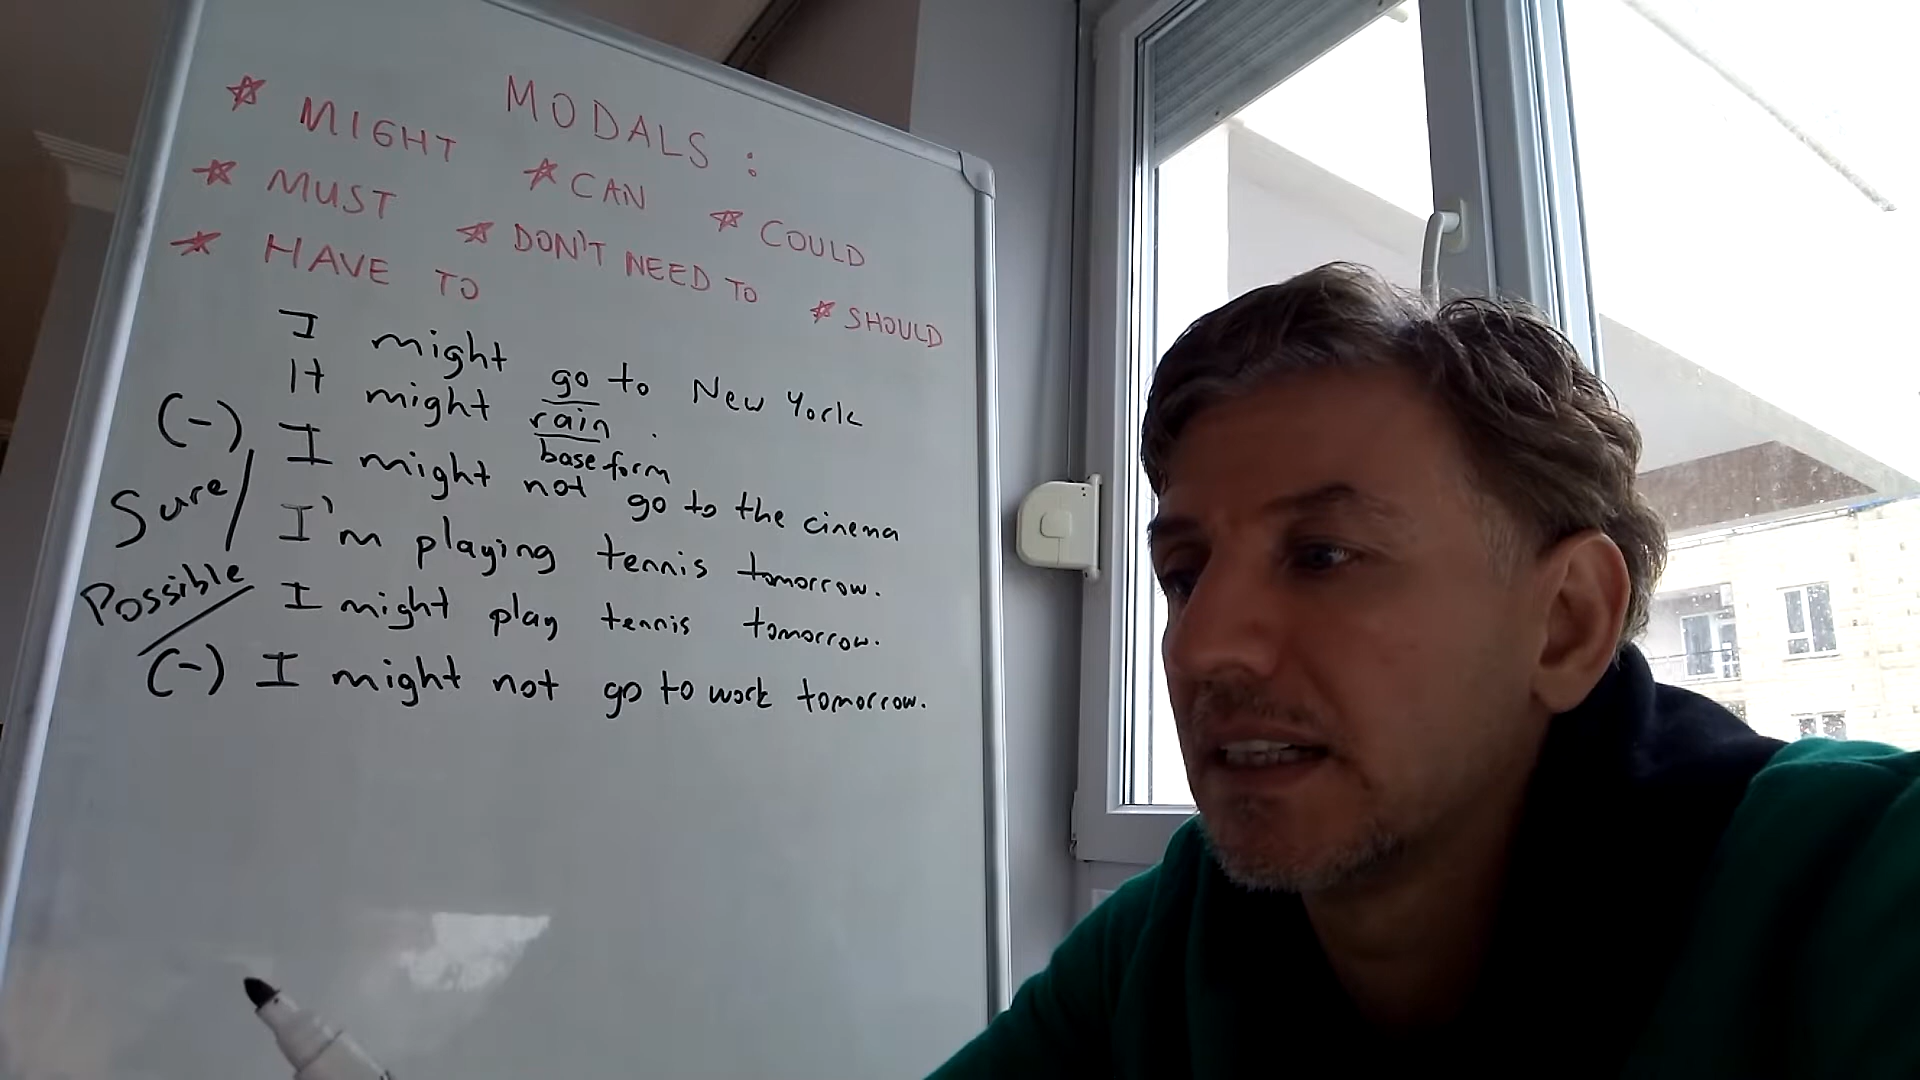 MODALS :
* MIGHT * CAN * COULD
* MUST * DON'T NEED TO * SHOULD
* HAVE TO
I might go to New York
It might rain.
base form
(-) I might not go to the cinema
Sure / I'm playing tennis tomorrow.
Possible / I might play tennis tomorrow.
(-) I might not go to work tomorrow.